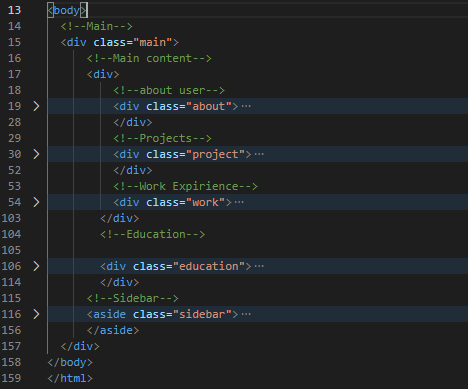 13 <body>
14 <!--Main-->
15 <div class="main">
16 <!--Main content-->
17 <div>
18 <!--about user-->
19 > <div class="about">···
28 </div>
29 <!--Projects-->
30 > <div class="project">···
52 </div>
53 <!--Work Expirience-->
54 > <div class="work">···
103 </div>
104 <!--Education-->
105
106 > <div class="education">···
114 </div>
115 <!--Sidebar-->
116 > <aside class="sidebar">···
156 </aside>
157 </div>
158 </body>
159 </html>